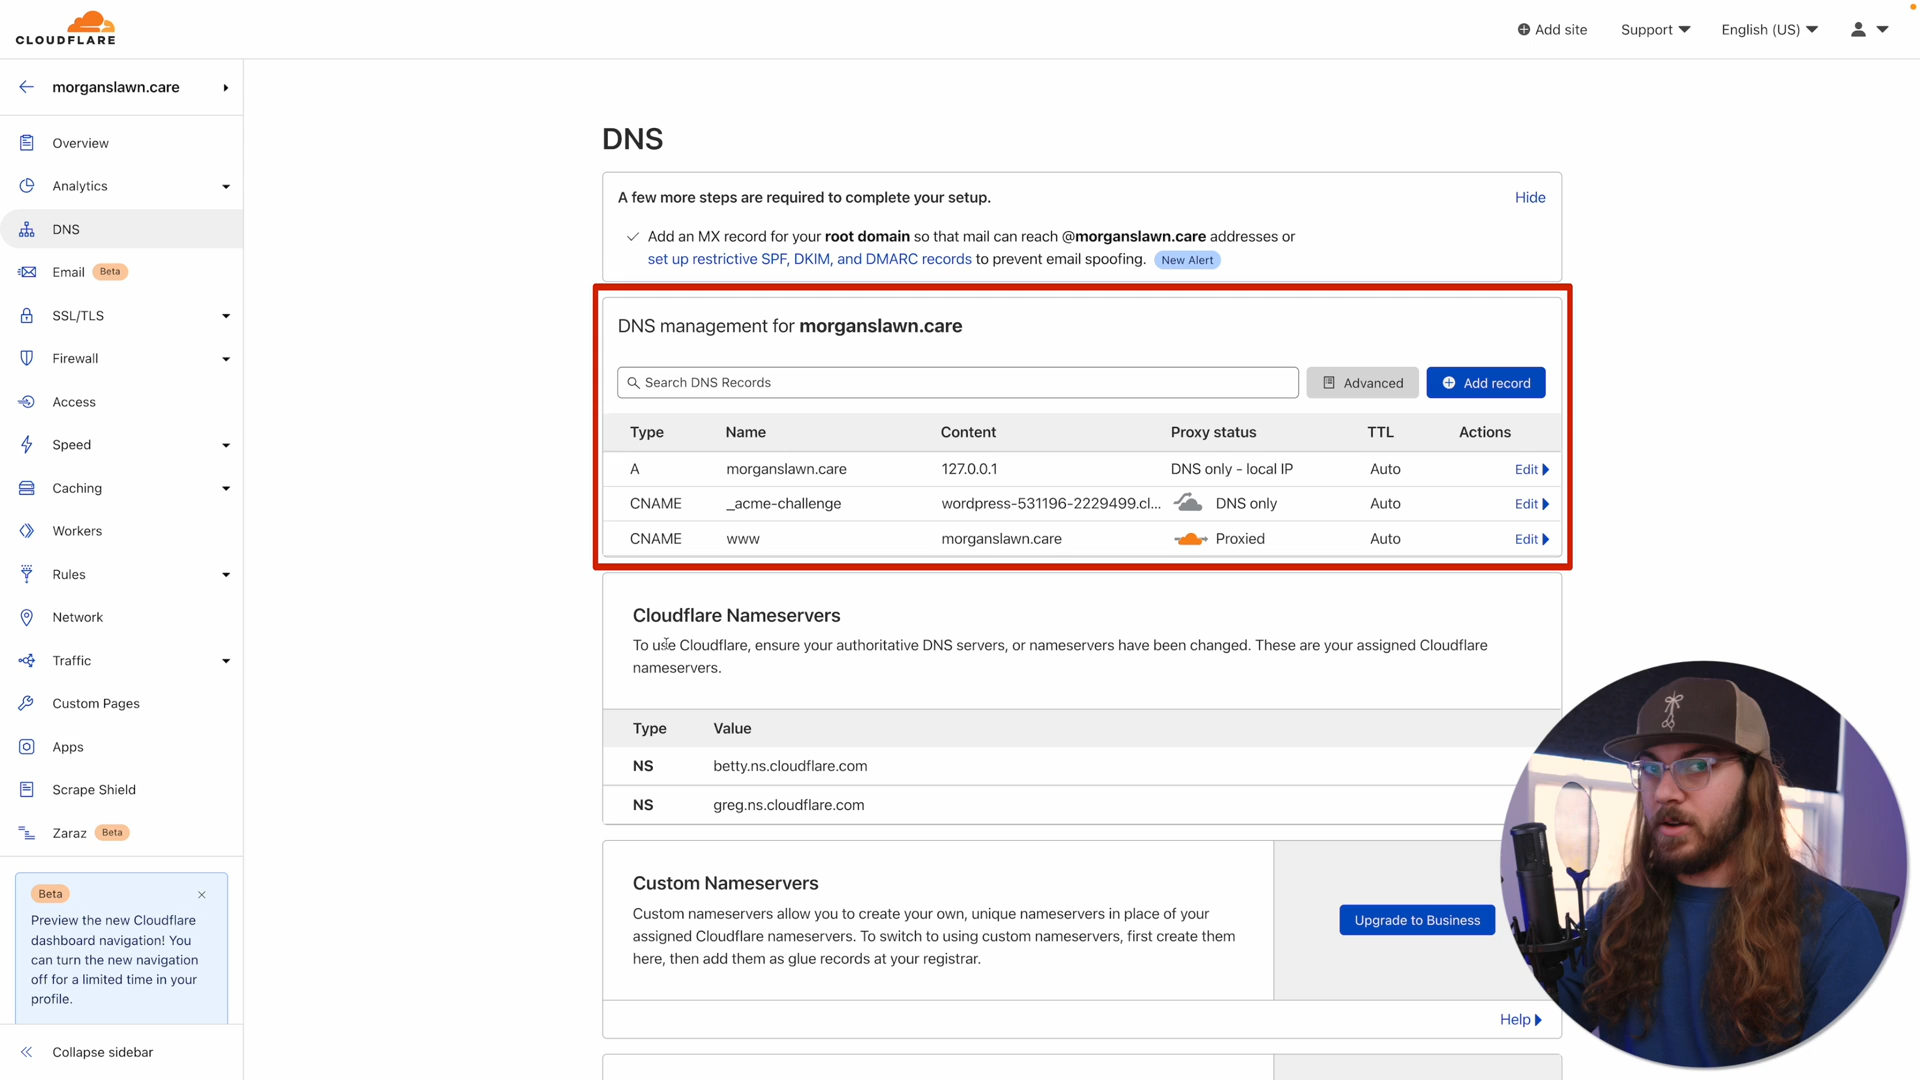 CLOUDFLARE
Add site
Support
English (US)
morganslawn.care
Overview
Analytics
DNS
Email Beta
SSL/TLS
Firewall
Access
Speed
Caching
Workers
Rules
Network
Traffic
Custom Pages
Apps
Scrape Shield
Zaraz Beta
Beta
Preview the new Cloudflare
dashboard navigation! You
can turn the new navigation
off for a limited time in your
profile.
Collapse sidebar
DNS
A few more steps are required to complete your setup.
Hide
Add an MX record for your root domain so that mail can reach @morganslawn.care addresses or
set up restrictive SPF, DKIM, and DMARC records to prevent email spoofing. New Alert
DNS management for morganslawn.care
Search DNS Records
Advanced
Add record
Type Name Content Proxy status TTL Actions
A morganslawn.care 127.0.0.1 DNS only - local IP Auto Edit
CNAME _acme-challenge wordpress-531196-2229499.cl... DNS only Auto Edit
CNAME www morganslawn.care Proxied Auto Edit
Cloudflare Nameservers
To use Cloudflare, ensure your authoritative DNS servers, or nameservers have been changed. These are your assigned Cloudflare
nameservers.
Type Value
NS betty.ns.cloudflare.com
NS greg.ns.cloudflare.com
Custom Nameservers
Custom nameservers allow you to create your own, unique nameservers in place of your
assigned Cloudflare nameservers. To switch to using custom nameservers, first create them
here, then add them as glue records at your registrar.
Upgrade to Business
Help